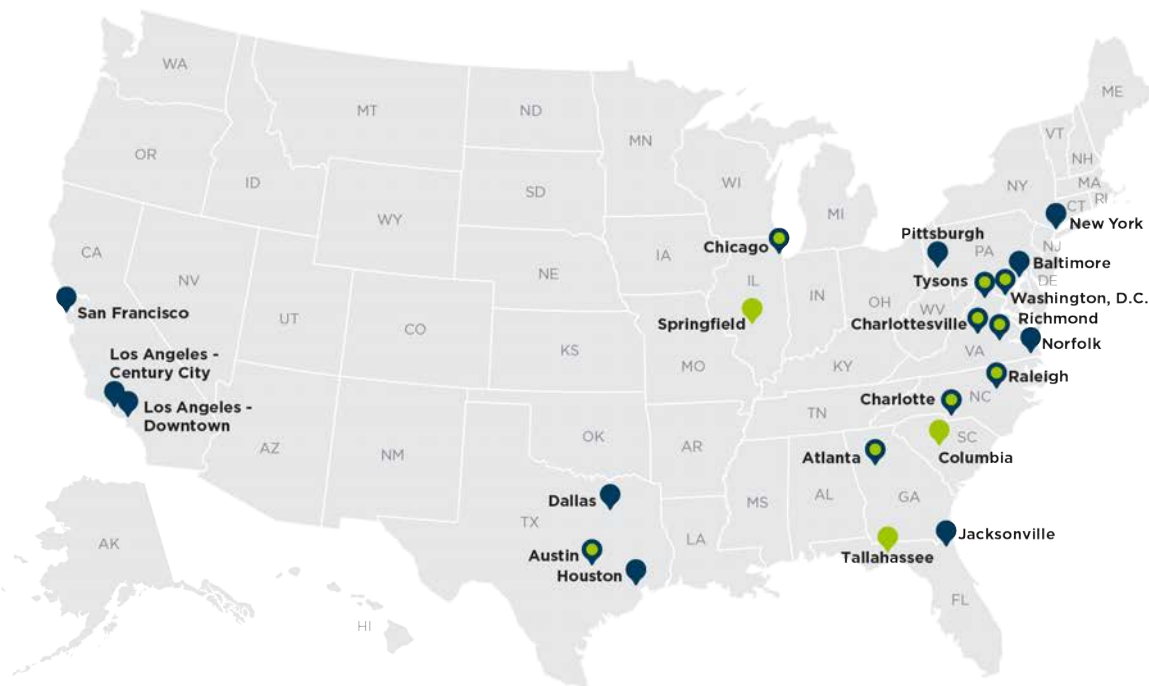 WA
MT
ND
MN
ME
VT
NH
OR
ID
SD
WI
NY
MA
RI
CT
WY
MI
New York
Pittsburgh
Chicago
CA
IA
PA
NJ
Baltimore
NV
NE
IL
IN
OH
Tysons
DE
Washington, D.C.
San Francisco
UT
CO
Springfield
WV
Charlottesville
Richmond
Norfolk
KS
MO
KY
VA
Los Angeles -
Century City
Raleigh
Los Angeles -
Downtown
Charlotte
NC
TN
AZ
NM
OK
AR
SC
Atlanta
Columbia
Dallas
MS
AL
GA
TX
AK
LA
Jacksonville
Austin
Tallahassee
Houston
FL
HI